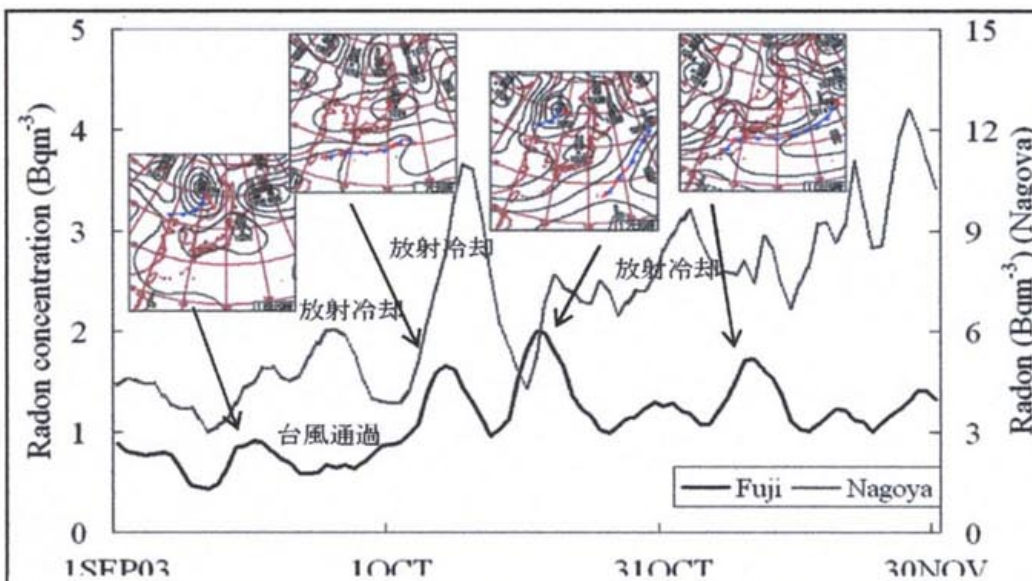 Radon concentration (Bqm-3)
5
4
3
2
1
0
15
12
9
6
3
0
Radon (Bqm-3) (Nagoya)
放射冷却
放射冷却
放射冷却
台風通過
Fuji
Nagoya
1SEP03
1OCT
31OCT
30NOV